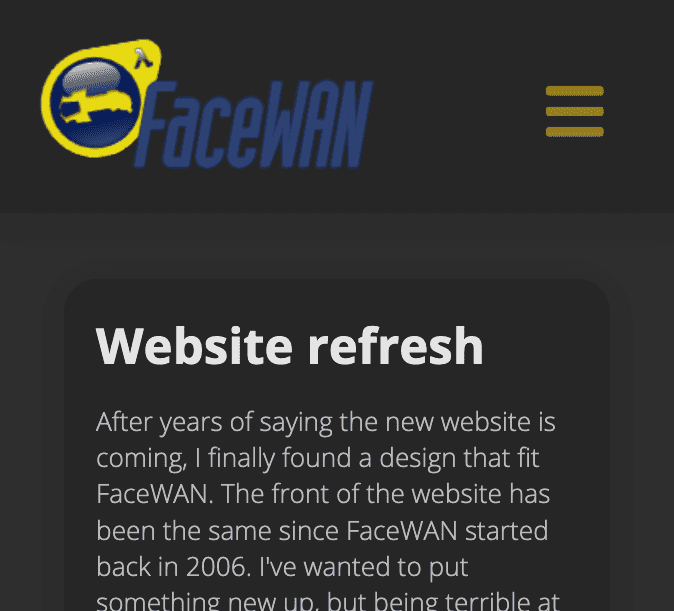 λ
FaceWAN
Website refresh
After years of saying the new website is
coming, I finally found a design that fit
FaceWAN. The front of the website has
been the same since FaceWAN started
back in 2006. I've wanted to put
something new up, but being terrible at